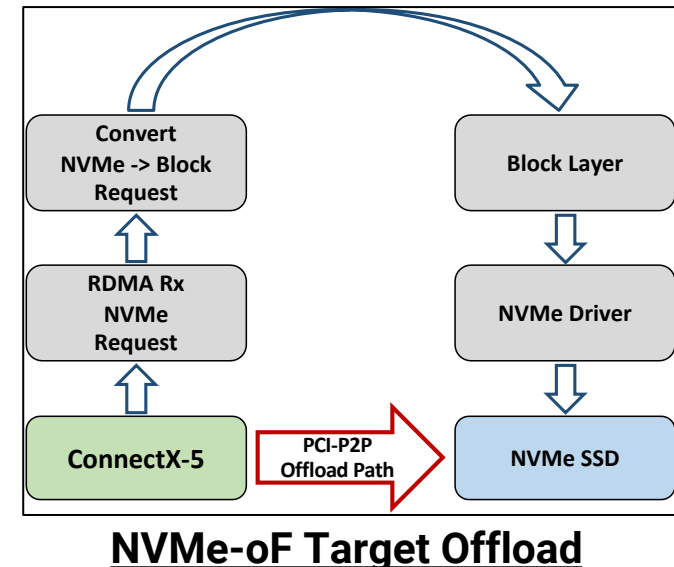 Convert
NVMe -> Block
Request
Block Layer
RDMA Rx
NVMe
Request
NVMe Driver
ConnectX-5
PCI-P2P
Offload Path
NVMe SSD
NVMe-oF Target Offload